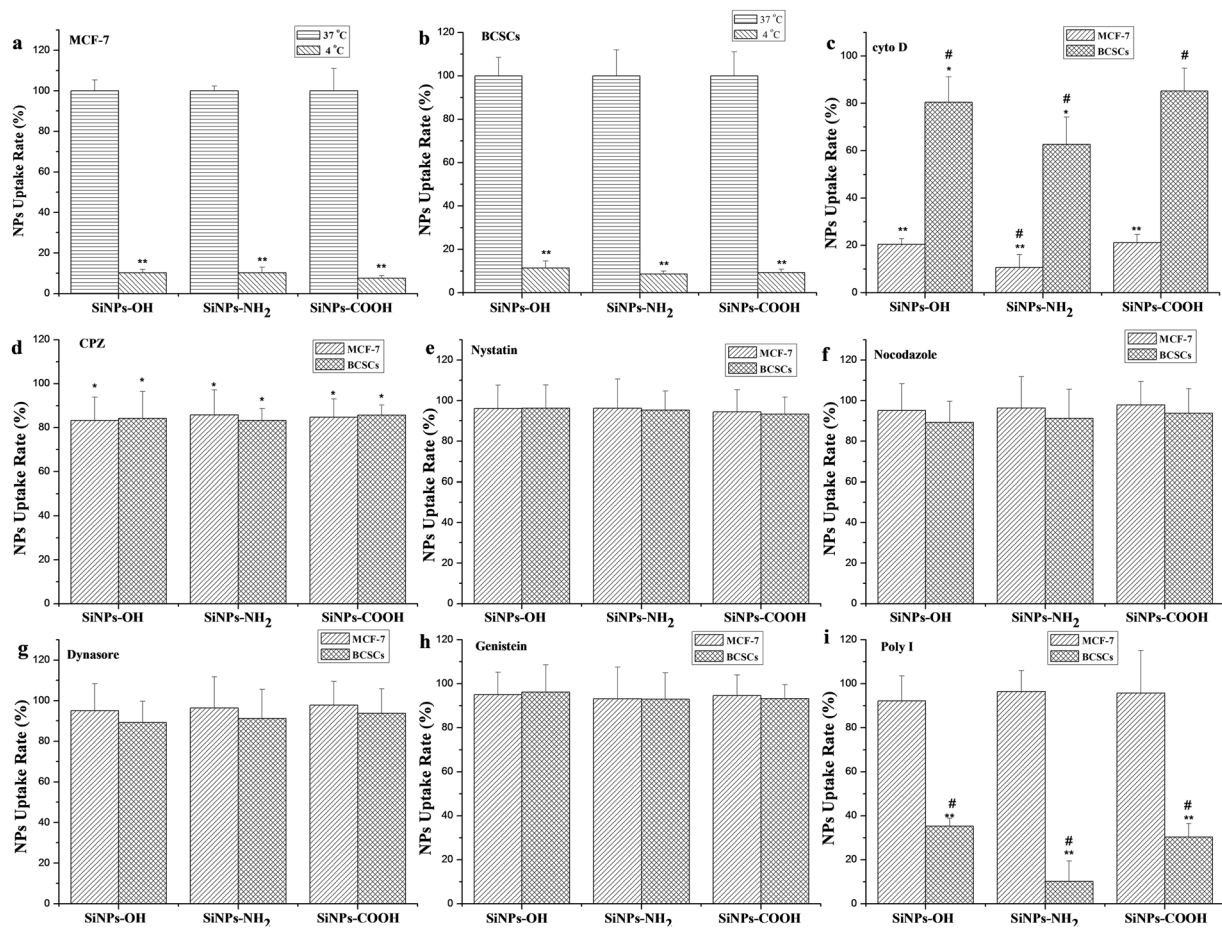 a
MCF-7
37 °C
4 °C
NPs Uptake Rate (%)
120
100
80
60
40
20
0
**
**
**
SiNPs-OH
SiNPs-NH2
SiNPs-COOH
b
BCSCs
37 °C
4 °C
NPs Uptake Rate (%)
120
100
80
60
40
20
0
**
**
**
SiNPs-OH
SiNPs-NH2
SiNPs-COOH
c
cyto D
MCF-7
BCSCs
NPs Uptake Rate (%)
100
80
60
40
20
0
**
#
*
#
**
#
*
**
#
SiNPs-OH
SiNPs-NH2
SiNPs-COOH
d
CPZ
MCF-7
BCSCs
NPs Uptake Rate (%)
120
100
80
60
40
20
0
*
*
*
*
*
*
SiNPs-OH
SiNPs-NH2
SiNPs-COOH
e
Nystatin
MCF-7
BCSCs
NPs Uptake Rate (%)
120
100
80
60
40
20
0
SiNPs-OH
SiNPs-NH2
SiNPs-COOH
f
Nocodazole
MCF-7
BCSCs
NPs Uptake Rate (%)
120
100
80
60
40
20
0
SiNPs-OH
SiNPs-NH2
SiNPs-COOH
g
Dynasore
MCF-7
BCSCs
NPs Uptake Rate (%)
120
100
80
60
40
20
0
SiNPs-OH
SiNPs-NH2
SiNPs-COOH
h
Genistein
MCF-7
BCSCs
NPs Uptake Rate (%)
120
100
80
60
40
20
0
SiNPs-OH
SiNPs-NH2
SiNPs-COOH
i
Poly I
MCF-7
BCSCs
NPs Uptake Rate (%)
120
100
80
60
40
20
0
#
**
#
**
#
**
SiNPs-OH
SiNPs-NH2
SiNPs-COOH